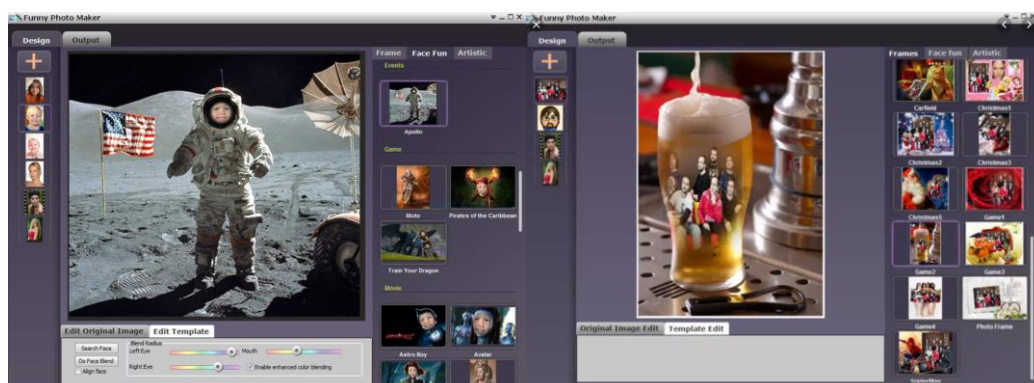 Funny Photo Maker
Design
Output
Frame
Face Fun
Artistic
Events
Apollo
Game
Moto
Pirates of the Caribbean
Train Your Dragon
Movie
Astro Boy
Avatar
Edit Original Image
Edit Template
Search Face
Do Face Blend
Align Face
Blend Radius
Left Eye
Mouth
Right Eye
Enable enhanced color blending
Funny Photo Maker
Design
Output
Frames
Face fun
Artistic
Carfield
Christmas1
Christmas2
Christmas3
Christmas5
Game1
Game2
Game3
Game4
Photo Frame
SpiderMan
Original Image Edit
Template Edit